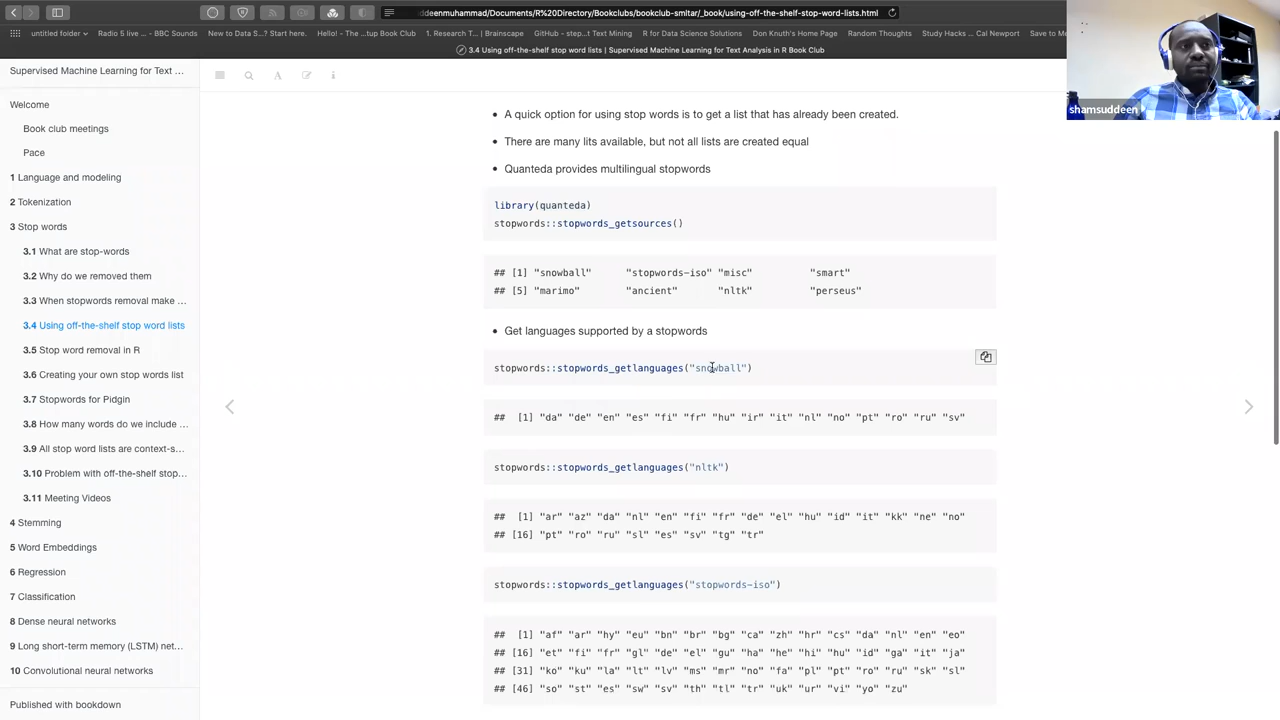 ddeenmuhammad/Documents/R%20Directory/Bookclubs/bookclub-smltar/_book/using-off-the-shelf-stop-word-lists.html
untitled folder
Radio 5 live - BBC Sounds
New to Data S...? Start here.
Hello! - The ...tup Book Club
1. Research T... | Brainscape
GitHub - step...t Text Mining
R for Data Science Solutions
Don Knuth's Home Page
Random Thoughts
Study Hacks ... Cal Newport
Save to Me
3.4 Using off-the-shelf stop word lists | Supervised Machine Learning for Text Analysis in R Book Club
shamsuddeen
Supervised Machine Learning for Text ...
Welcome
Book club meetings
Pace
1 Language and modeling
2 Tokenization
3 Stop words
3.1 What are stop-words
3.2 Why do we removed them
3.3 When stopwords removal make ...
3.4 Using off-the-shelf stop word lists
3.5 Stop word removal in R
3.6 Creating your own stop words list
3.7 Stopwords for Pidgin
3.8 How many words do we include ...
3.9 All stop word lists are context-s...
3.10 Problem with off-the-shelf stop...
3.11 Meeting Videos
4 Stemming
5 Word Embeddings
6 Regression
7 Classification
8 Dense neural networks
9 Long short-term memory (LSTM) net...
10 Convolutional neural networks
Published with bookdown
• A quick option for using stop words is to get a list that has already been created.
• There are many lits available, but not all lists are created equal
• Quanteda provides multilingual stopwords
library(quanteda)
stopwords::stopwords_getsources()
## [1] "snowball" "stopwords-iso" "misc" "smart"
## [5] "marimo" "ancient" "nltk" "perseus"
• Get languages supported by a stopwords
stopwords::stopwords_getlanguages("snowball")
## [1] "da" "de" "en" "es" "fi" "fr" "hu" "ir" "it" "nl" "no" "pt" "ro" "ru" "sv"
stopwords::stopwords_getlanguages("nltk")
## [1] "ar" "az" "da" "nl" "en" "fi" "fr" "de" "el" "hu" "id" "it" "kk" "ne" "no"
## [16] "pt" "ro" "ru" "sl" "es" "sv" "tg" "tr"
stopwords::stopwords_getlanguages("stopwords-iso")
## [1] "af" "ar" "hy" "eu" "bn" "br" "bg" "ca" "zh" "hr" "cs" "da" "nl" "en" "eo"
## [16] "et" "fi" "fr" "gl" "de" "el" "gu" "ha" "he" "hi" "hu" "id" "ga" "it" "ja"
## [31] "ko" "ku" "la" "lt" "lv" "ms" "mr" "no" "fa" "pl" "pt" "ro" "ru" "sk" "sl"
## [46] "so" "st" "es" "sw" "sv" "th" "tl" "tr" "uk" "ur" "vi" "yo" "zu"